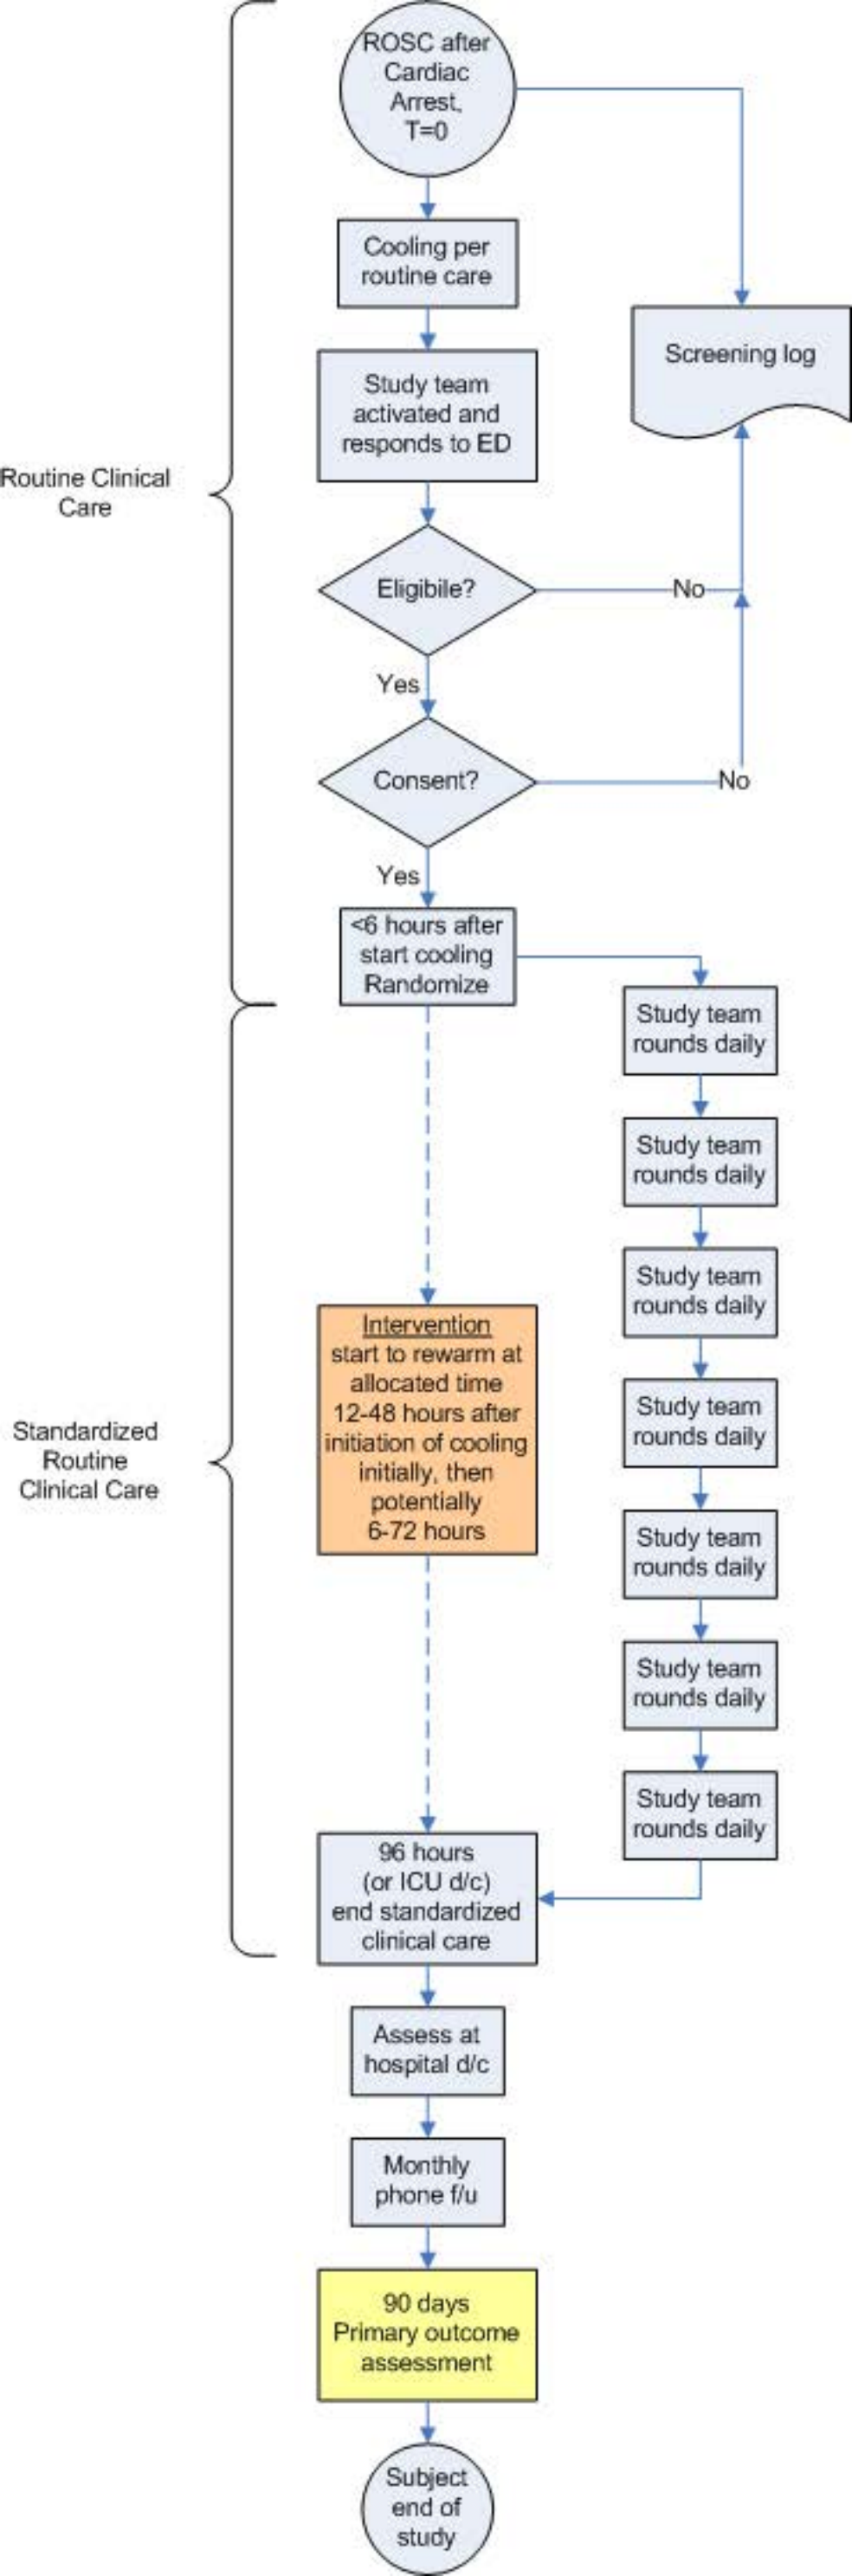 ROSC after
Cardiac
Arrest,
T=0
Cooling per
routine care
Screening log
Study team
activated and
responds to ED
Routine Clinical
Care
Eligibile?
No
Yes
Consent?
No
Yes
<6 hours after
start cooling
Randomize
Study team
rounds daily
Study team
rounds daily
Study team
rounds daily
Intervention
start to rewarm at
allocated time
12-48 hours after
initiation of cooling
initially, then
potentially
6-72 hours
Standardized
Routine
Clinical Care
Study team
rounds daily
Study team
rounds daily
Study team
rounds daily
Study team
rounds daily
96 hours
(or ICU d/c)
end standardized
clinical care
Assess at
hospital d/c
Monthly
phone f/u
90 days
Primary outcome
assessment
Subject
end of
study